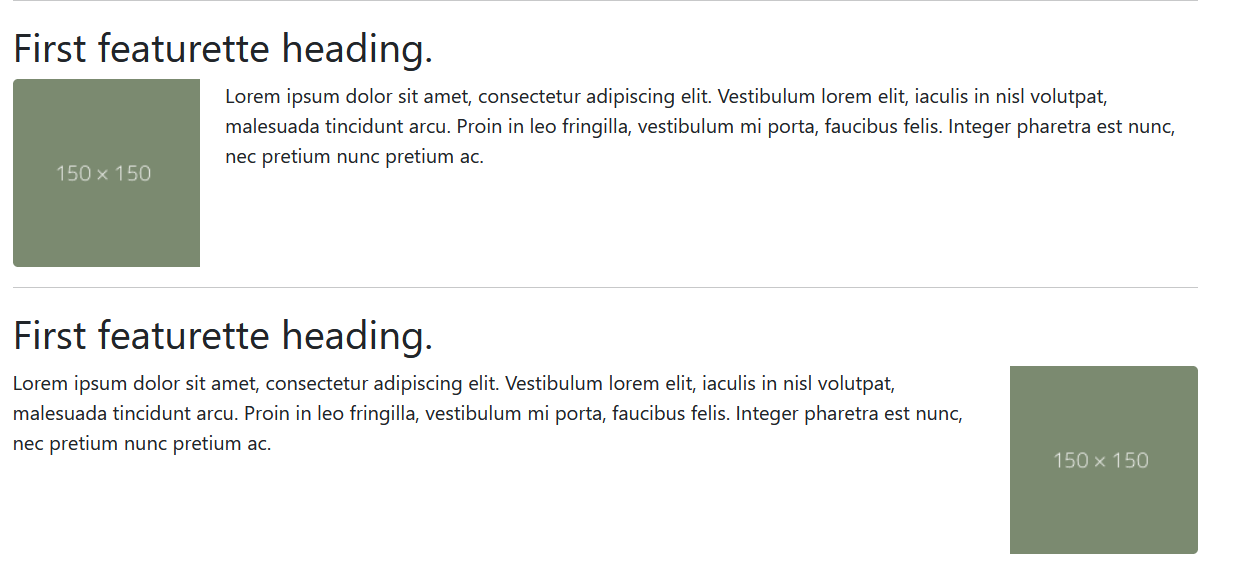 First featurette heading.
150 × 150
Lorem ipsum dolor sit amet, consectetur adipiscing elit. Vestibulum lorem elit, iaculis in nisl volutpat,
malesuada tincidunt arcu. Proin in leo fringilla, vestibulum mi porta, faucibus felis. Integer pharetra est nunc,
nec pretium nunc pretium ac.
First featurette heading.
Lorem ipsum dolor sit amet, consectetur adipiscing elit. Vestibulum lorem elit, iaculis in nisl volutpat,
malesuada tincidunt arcu. Proin in leo fringilla, vestibulum mi porta, faucibus felis. Integer pharetra est nunc,
nec pretium nunc pretium ac.
150 × 150